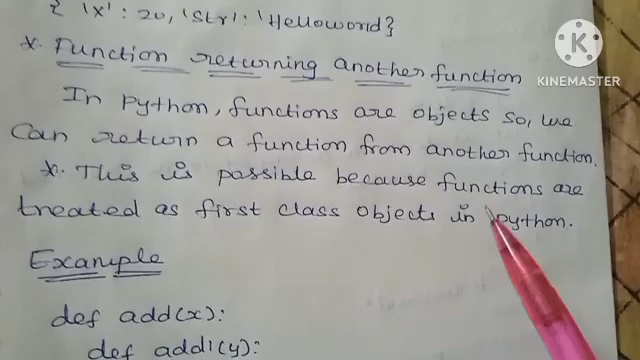 { 'x' : 20, 'Str' : 'Helloworld}
* Function returning another function
KINEMASTER
In python, functions are objects so, we
can return a function from another function.
* This is possible because functions are
treated as first class objects in python.
Example
def add(x):
def add1(y):